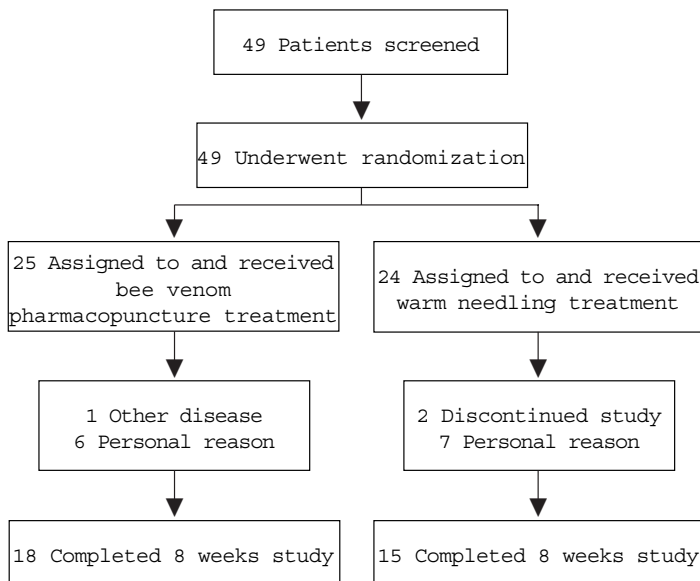 49 Patients screened
49 Underwent randomization
25 Assigned to and received
bee venom
pharmacopuncture treatment
24 Assigned to and received
warm needling treatment
1 Other disease
6 Personal reason
2 Discontinued study
7 Personal reason
18 Completed 8 weeks study
15 Completed 8 weeks study